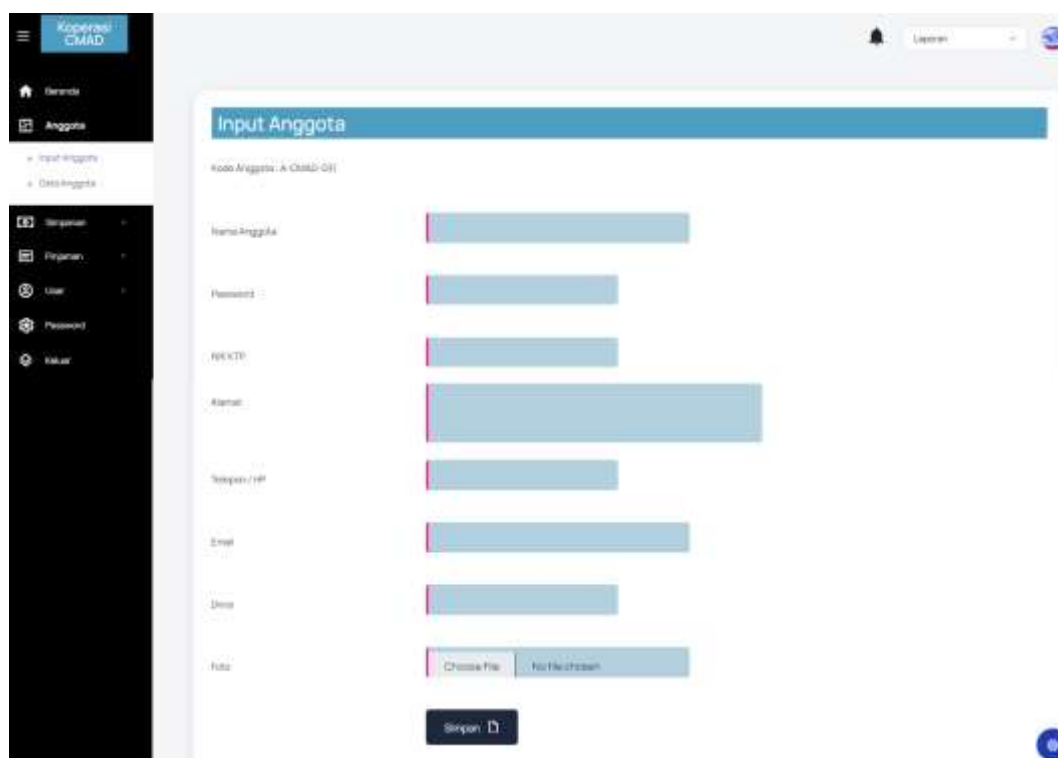 Koperasi
CMAD
Laporan
Beranda
Anggota
Input Anggota
Data Anggota
Simpanan
Pinjaman
User
Password
Keluar
Input Anggota
Kode Anggota : A-CMAD-
Nama Anggota
Password
NIK KTP
Alamat
Telepon / HP
Email
Divisi
Foto
Choose File No file chosen
Simpan